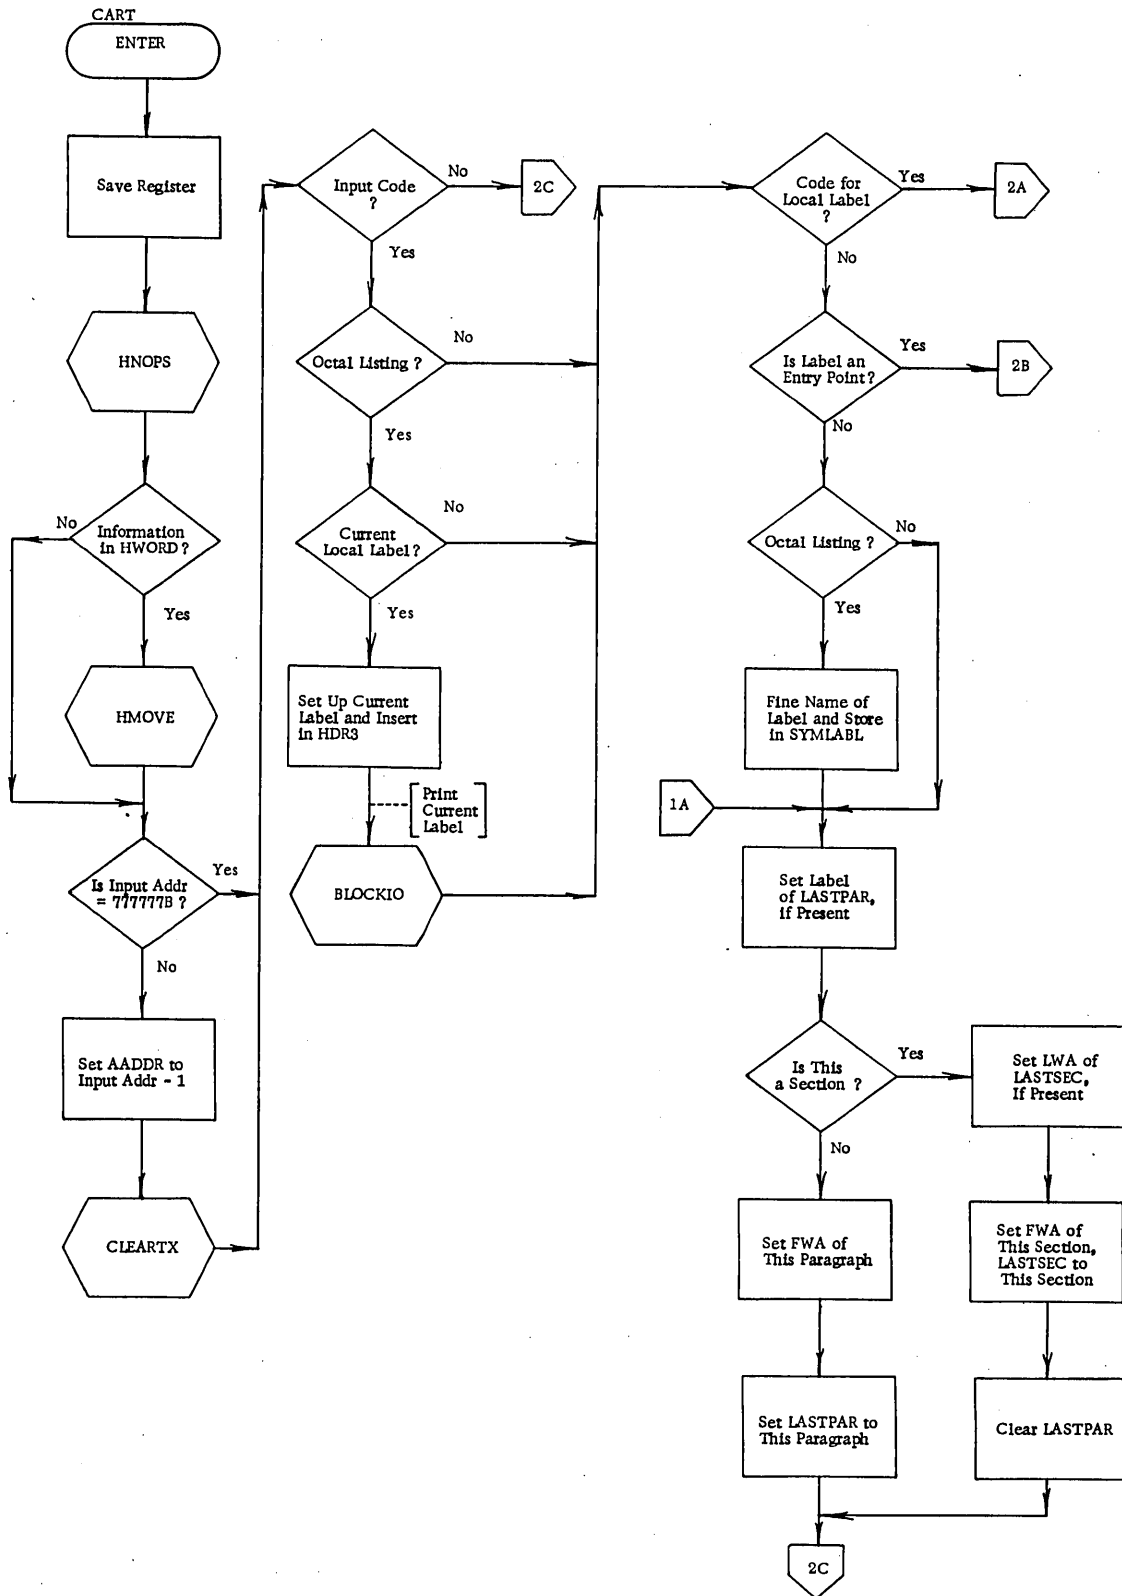 CART
ENTER
Save Register
HNOPS
No
Information
in HWORD ?
Yes
HMOVE
Is Input Addr
= 777777B ?
Yes
No
Set AADDR to
Input Addr - 1
CLEARTX
Input Code
?
No
2C
Yes
Octal Listing ?
No
Yes
Current
Local Label?
No
Yes
Set Up Current
Label and Insert
in HDR3
Print
Current
Label
BLOCKIO
Code for
Local Label
?
Yes
2A
No
Is Label an
Entry Point?
Yes
2B
No
Octal Listing ?
No
Yes
Fine Name of
Label and Store
in SYMLABL
1A
Set Label
of LASTPAR,
if Present
Is This
a Section ?
Yes
Set LWA of
LASTSEC,
If Present
No
Set FWA of
This Paragraph
Set FWA of
This Section,
LASTSEC to
This Section
Set LASTPAR to
This Paragraph
Clear LASTPAR
2C